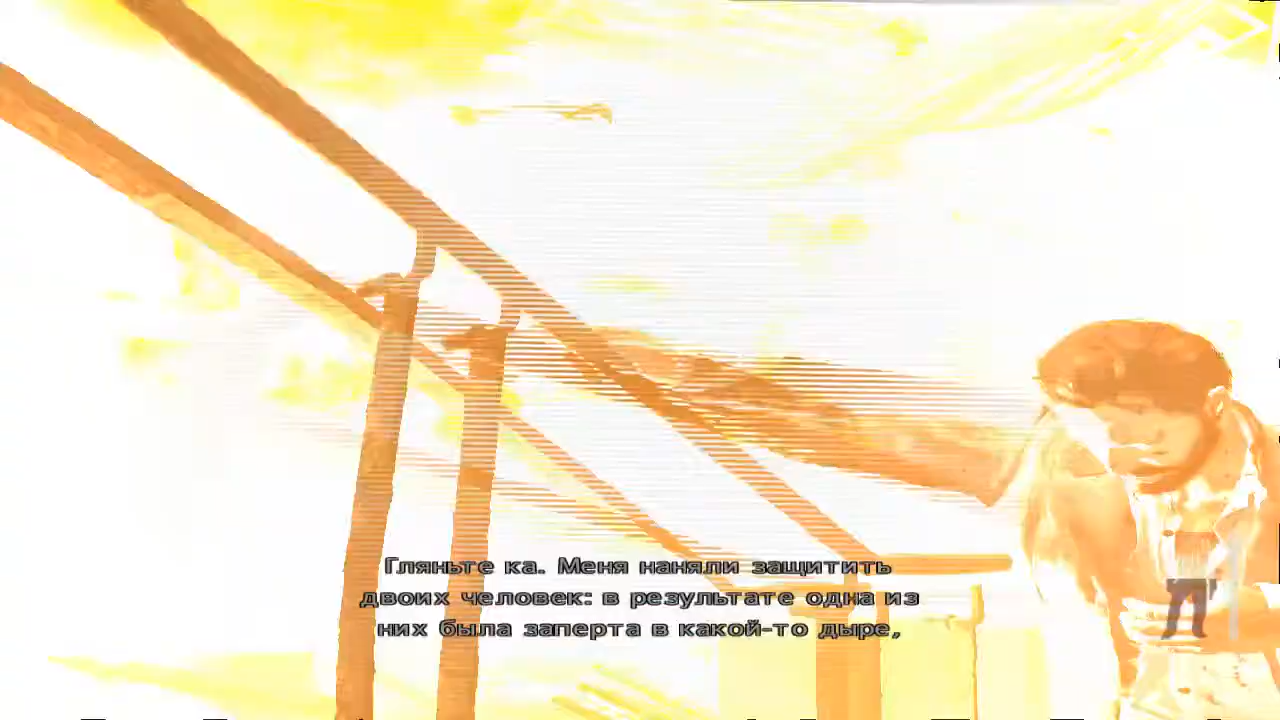 Гляньте ка. Меня наняли защитить
двоих человек: в результате одна из
них была заперта в какой-то дыре,